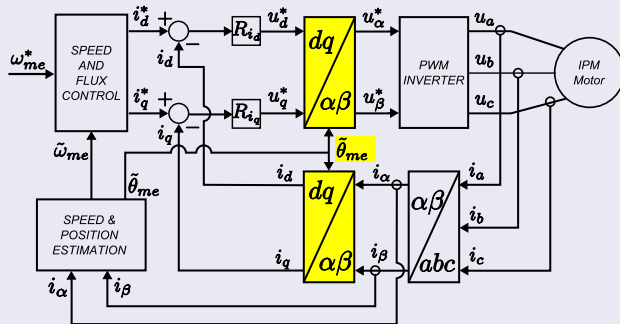 ω*me
SPEED
AND
FLUX
CONTROL
i*d
+
−
id
Rid
u*d
dq
αβ
u*α
PWM
INVERTER
ua
ub
uc
IPM
Motor
i*q
+
−
iq
Riq
u*q
u*β
ω̃me
θ̃me
θ̃me
SPEED &
POSITION
ESTIMATION
id
dq
αβ
iα
αβ
abc
ia
ib
iq
iβ
ic
iα
iβ